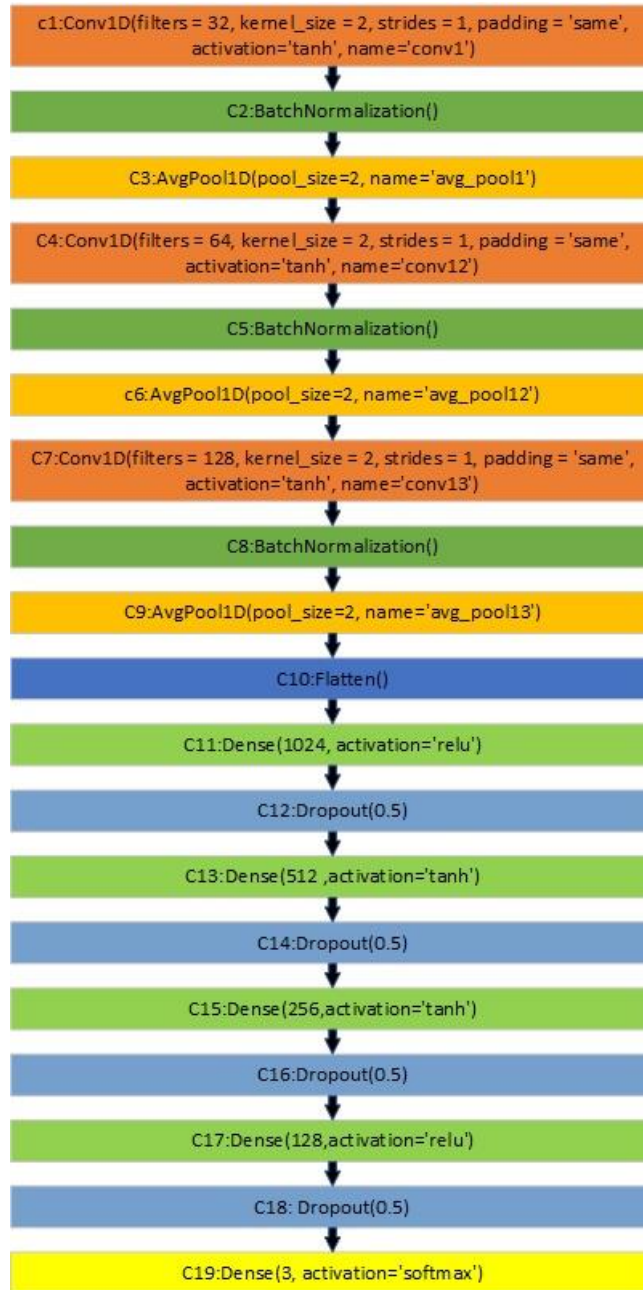 c1:Conv1D(filters = 32, kernel_size = 2, strides = 1, padding = 'same',
activation='tanh', name='conv1')
C2:BatchNormalization()
C3:AvgPool1D(pool_size=2, name='avg_pool1')
C4:Conv1D(filters = 64, kernel_size = 2, strides = 1, padding = 'same',
activation='tanh', name='conv12')
C5:BatchNormalization()
c6:AvgPool1D(pool_size=2, name='avg_pool12')
C7:Conv1D(filters = 128, kernel_size = 2, strides = 1, padding = 'same',
activation='tanh', name='conv13')
C8:BatchNormalization()
C9:AvgPool1D(pool_size=2, name='avg_pool13')
C10:Flatten()
C11:Dense(1024, activation='relu')
C12:Dropout(0.5)
C13:Dense(512 ,activation='tanh')
C14:Dropout(0.5)
C15:Dense(256,activation='tanh')
C16:Dropout(0.5)
C17:Dense(128,activation='relu')
C18: Dropout(0.5)
C19:Dense(3, activation='softmax')